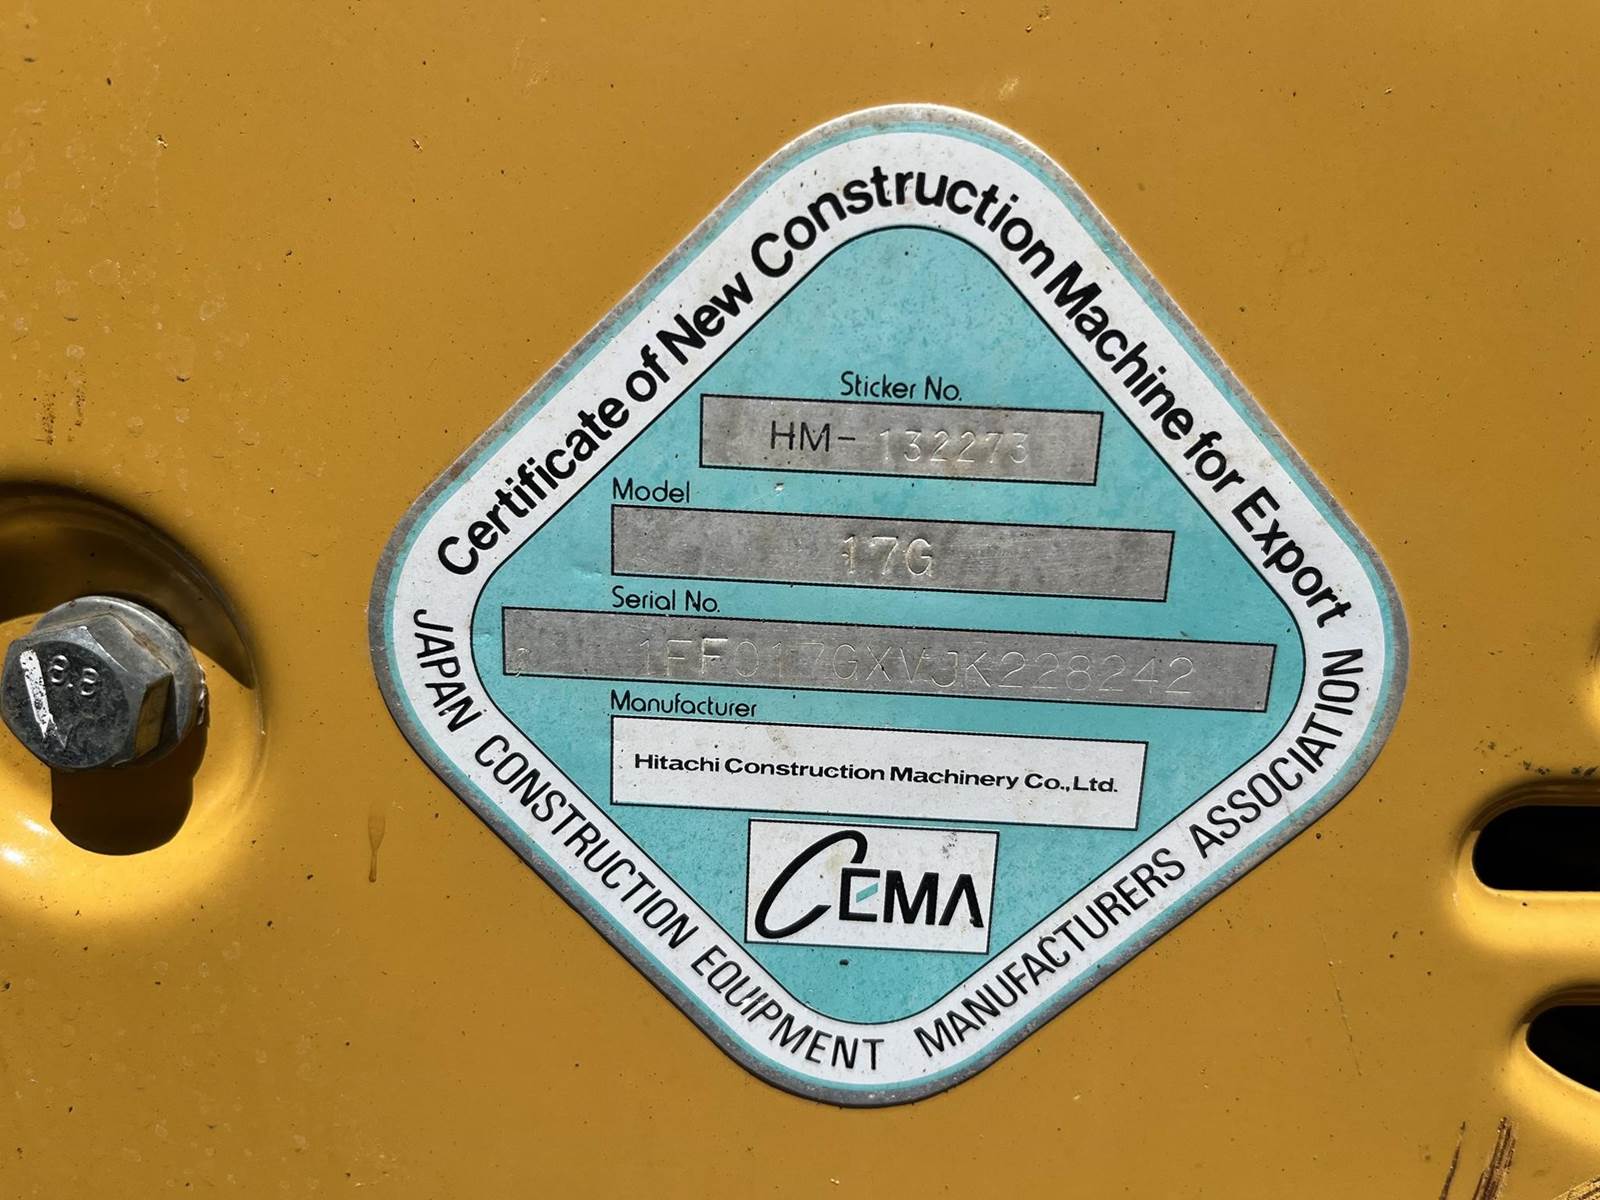 Certificate of New Construction Machine for Export
Sticker No.
HM- 132273
Model
17G
Serial No.
1FF017GXVJK228242
Manufacturer
Hitachi Construction Machinery Co., Ltd.
CEMA
JAPAN CONSTRUCTION EQUIPMENT MANUFACTURERS ASSOCIATION
8.8